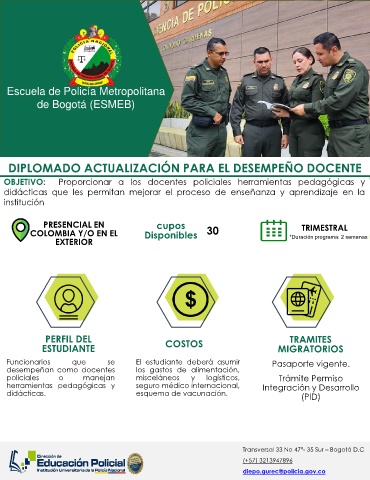 Escuela de Policía Metropolitana
de Bogotá (ESMEB)
DIPLOMADO ACTUALIZACIÓN PARA EL DESEMPEÑO DOCENTE
OBJETIVO: Proporcionar a los docentes policiales herramientas pedagógicas y
didácticas que les permitan mejorar el proceso de enseñanza y aprendizaje en la
institución
PRESENCIAL EN
COLOMBIA Y/O EN EL
EXTERIOR
cupos
Disponibles
30
TRIMESTRAL
*Duración programa: 2 semanas
PERFIL DEL
ESTUDIANTE
Funcionarios que se
desempeñan como docentes
policiales o manejan
herramientas pedagógicas y
didácticas.
COSTOS
El estudiante deberá asumir
los gastos de alimentación,
misceláneos y logísticos,
seguro médico internacional,
esquema de vacunación.
TRAMITES
MIGRATORIOS
Pasaporte vigente.
Trámite Permiso
Integración y Desarrollo
(PID)
Dirección de
Educación Policial
Institución Universitaria de la Policía Nacional
Transversal 33 No 47ª- 35 Sur – Bogotá D.C
(+57) 3213947896
diepo.gurec@policia.gov.co